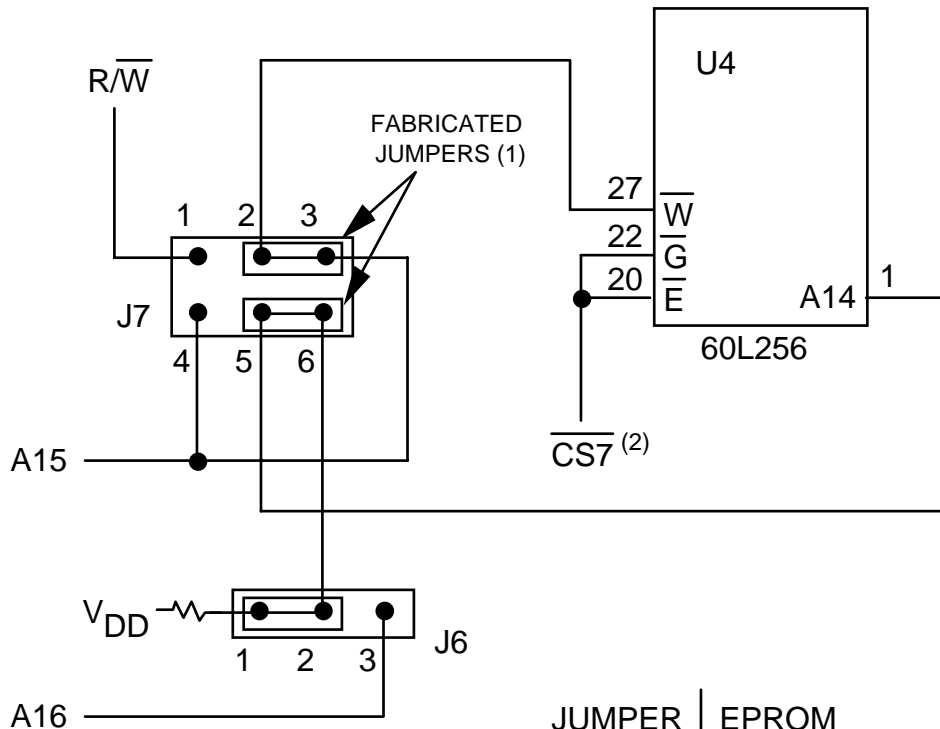 U4
R/W̅
FABRICATED
JUMPERS (1)
27
W̅
1 2 3
22
G̅
20
E̅
A14
1
J7
60L256
4 5 6
C̅S̅7̅ (2)
A15
VDD
J6
1 2 3
A16
JUMPER EPROM